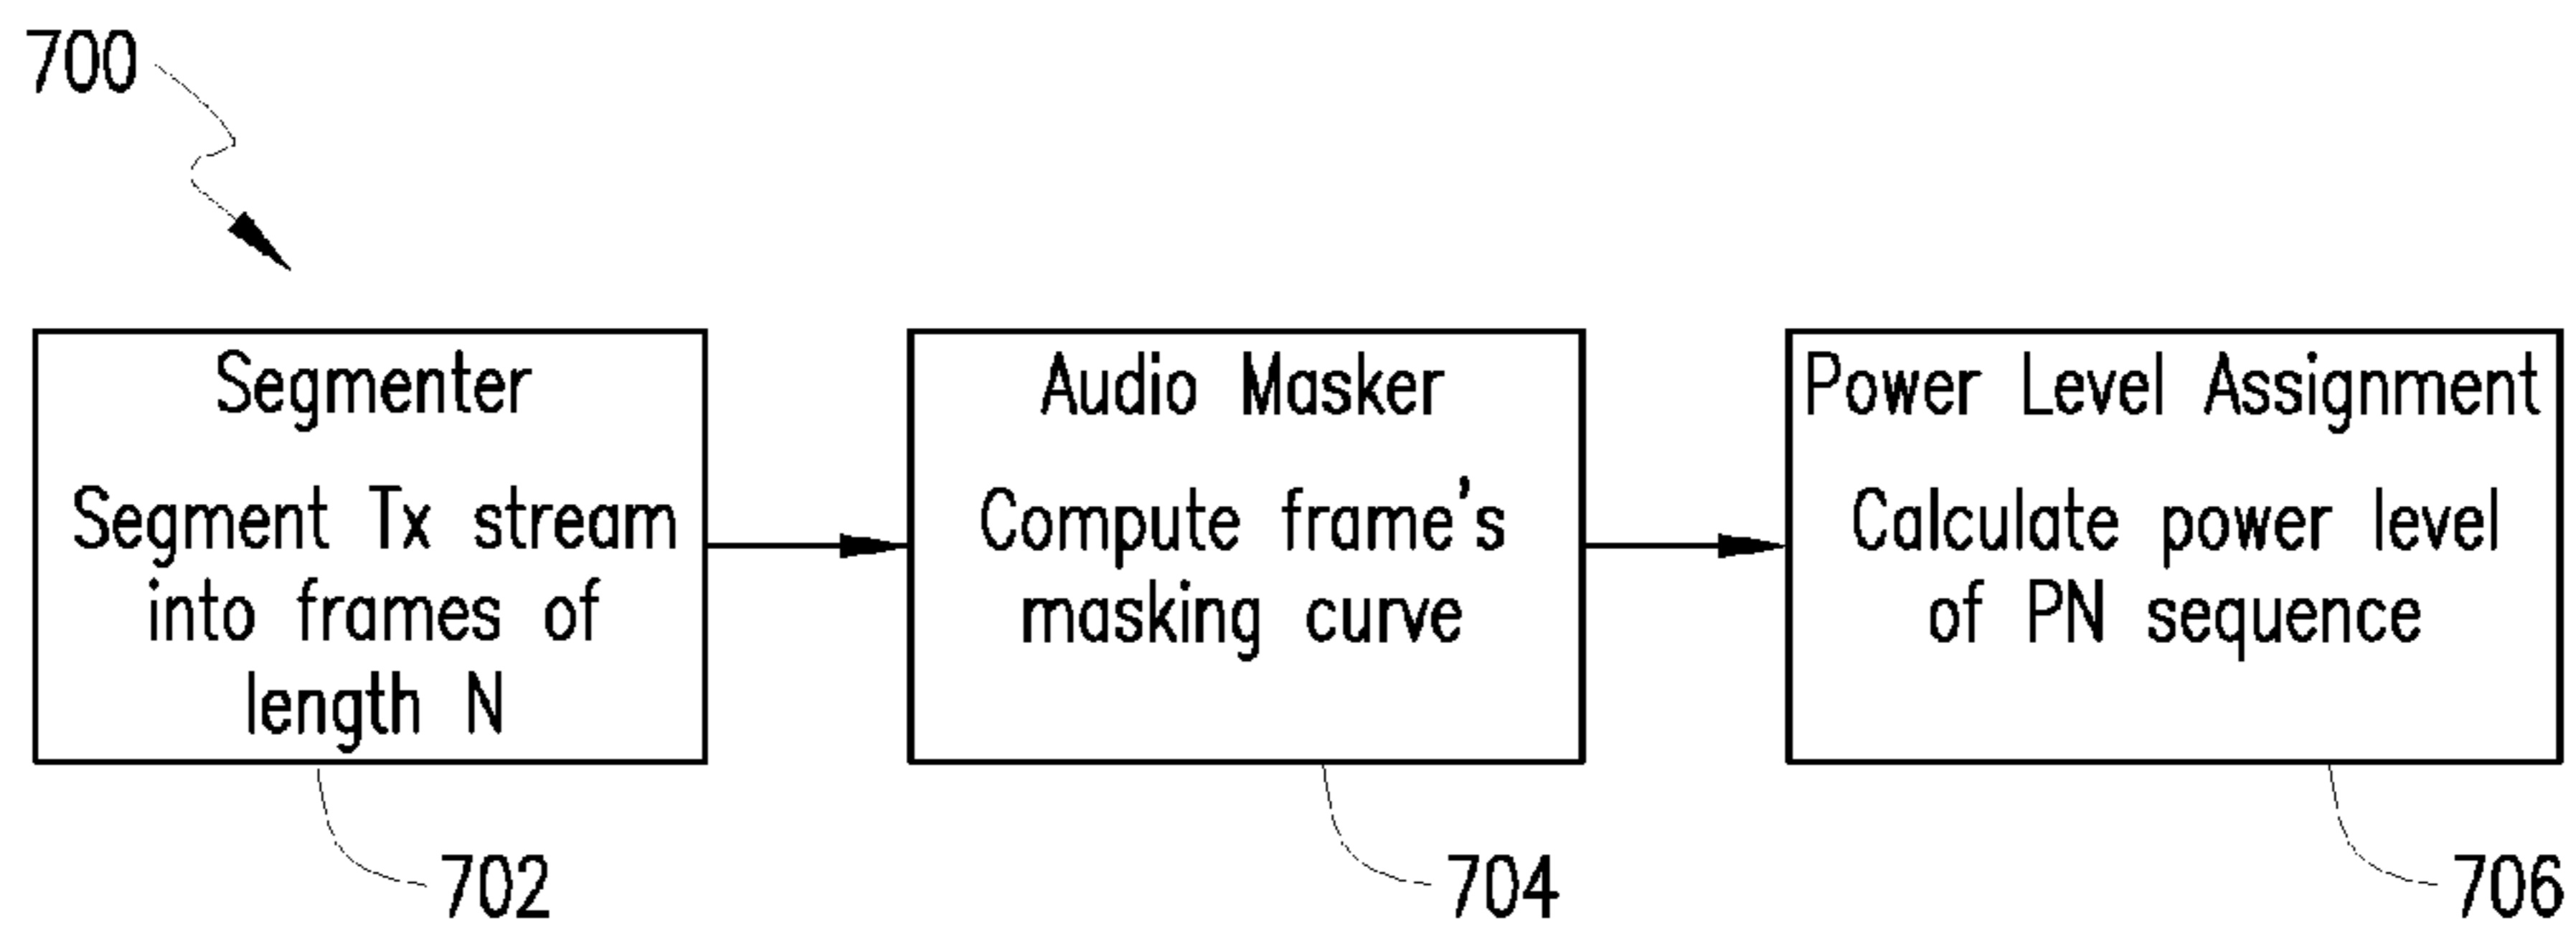 700
Segmenter
Segment Tx stream
into frames of
length N
702
Audio Masker
Compute frame's
masking curve
704
Power Level Assignment
Calculate power level
of PN sequence
706